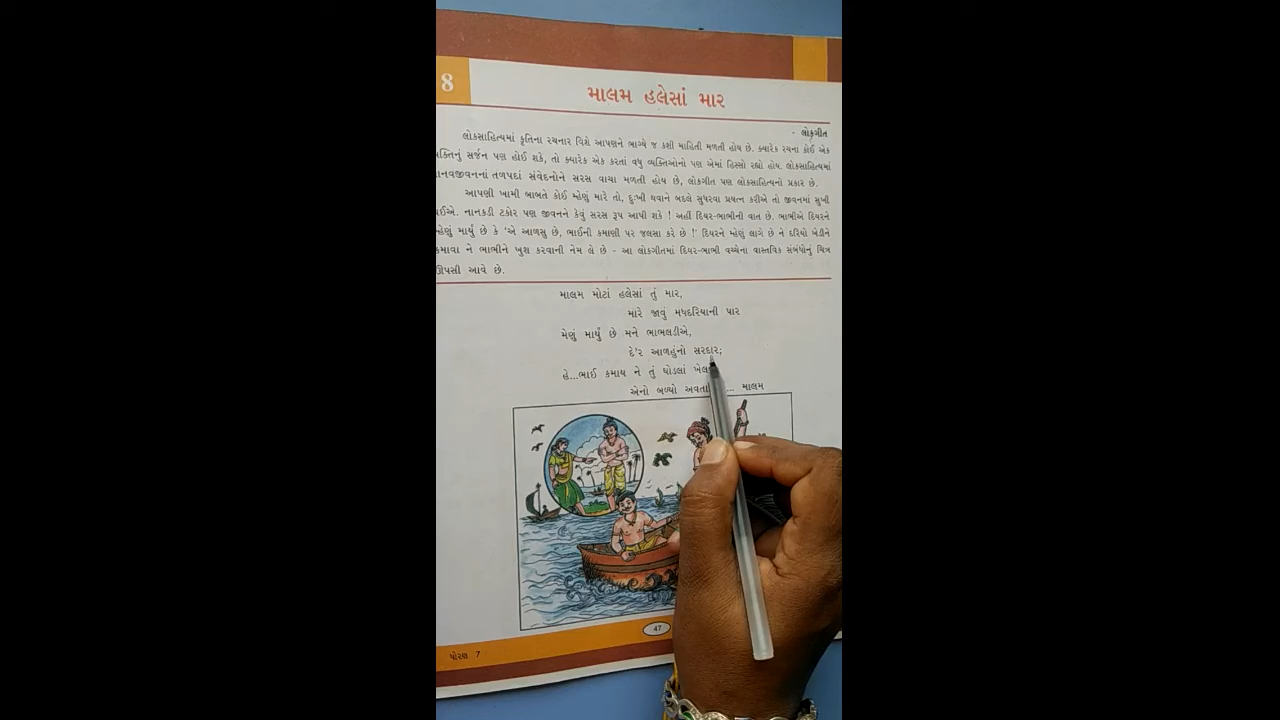 8
માલમ હલેસાં માર
- લોકગીત
લોકસાહિત્યમાં કૃતિના રચનાર વિશે આપણને ભાગ્યે જ કશી માહિતી મળતી હોય છે. ક્યારેક રચના કોઈ એક
વ્યક્તિનું સર્જન પણ હોઈ શકે, તો ક્યારેક એક કરતાં વધુ વ્યક્તિઓનો પણ એમાં હિસ્સો રહ્યો હોય. લોકસાહિત્યમાં
માનવજીવનનાં તળપદાં સંવેદનોને સરસ વાચા મળતી હોય છે, લોકગીત પણ લોકસાહિત્યનો પ્રકાર છે.
આપણી ખામી બાબતે કોઈ મ્હેણું મારે તો, દુઃખી થવાને બદલે સુધરવા પ્રયત્ન કરીએ તો જીવનમાં સુખી
થઈએ. નાનકડી ટકોર પણ જીવનને કેવું સરસ રૂપ આપી શકે ! અહીં દિયર-ભાભીની વાત છે. ભાભીએ દિયરને
મ્હેણું માર્યું છે કે ‘એ આળસુ છે, ભાઈની કમાણી પર જલસા કરે છે !’ દિયરને મ્હેણું લાગે છે ને દરિયો ખેડીને
કમાવા ને ભાભીને ખુશ કરવાની નેમ લે છે - આ લોકગીતમાં દિયર-ભાભી વચ્ચેના વાસ્તવિક સંબંધોનું ચિત્ર
ઊપસી આવે છે.
માલમ મોટાં હલેસાં તું માર,
મારે જાવું મધદરિયાની પાર
મેણું માર્યું છે મને ભાભલડીએ,
દે'ર આળહુંનો સરદાર;
હે...ભાઈ કમાય ને તું ઘોડલાં
એનો બળ્યો ... માલમ
47
ધોરણ 7